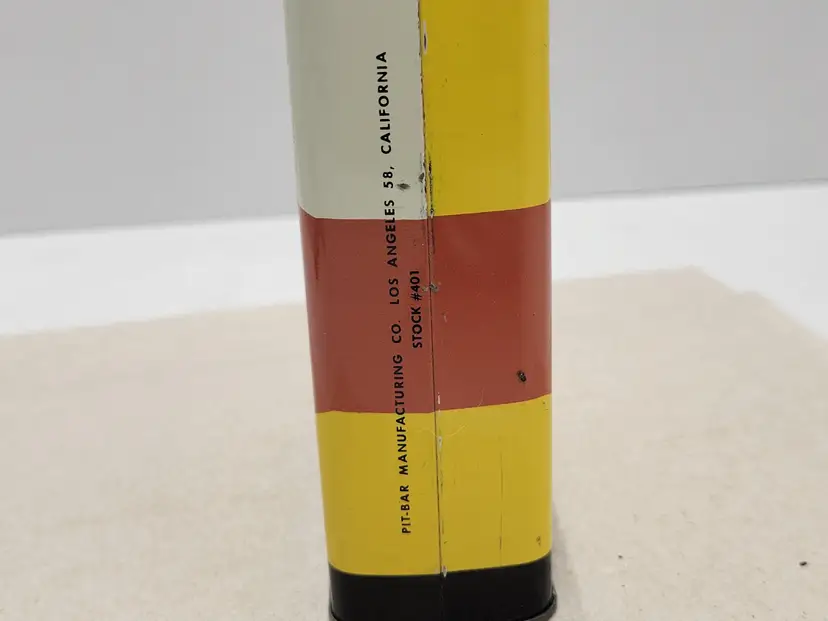 PIT-BAR MANUFACTURING CO. LOS ANGELES 58, CALIFORNIA
STOCK #401